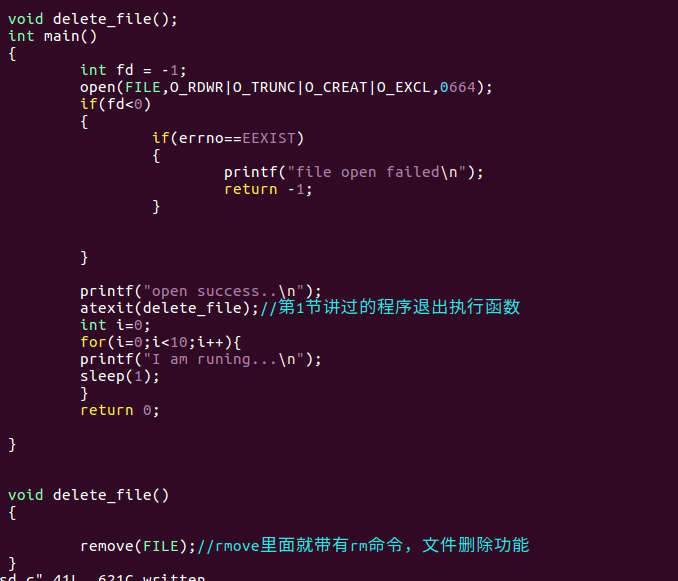 void delete_file();
int main()
{
        int fd = -1;
        open(FILE,O_RDWR|O_TRUNC|O_CREAT|O_EXCL,0664);
        if(fd<0)
        {
                if(errno==EEXIST)
                {
                        printf("file open failed\n");
                        return -1;
                }
        }
        printf("open success..\n");
        atexit(delete_file);//第1节讲过的程序退出执行函数
        int i=0;
        for(i=0;i<10;i++){
        printf("I am runing...\n");
        sleep(1);
        }
        return 0;
}
void delete_file()
{
        remove(FILE);//rmove里面就带有rm命令，文件删除功能
}
sd.c" 41L, 621C written